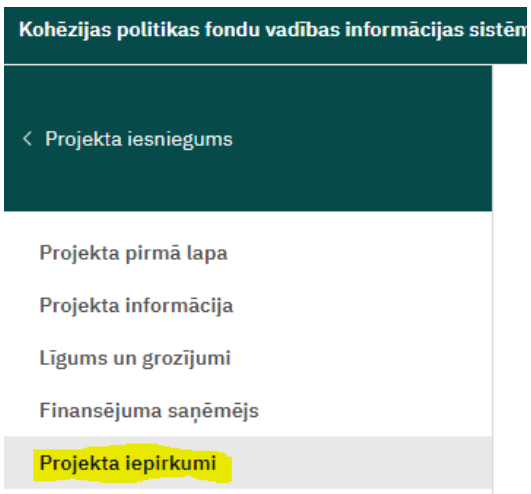 Kohēzijas politikas fondu vadības informācijas
Projekta iesniegums
Projekta pirmā lapa
Projekta informācija
Līgums un grozījumi
Finansējuma saņēmējs
Projekta iepirkumi